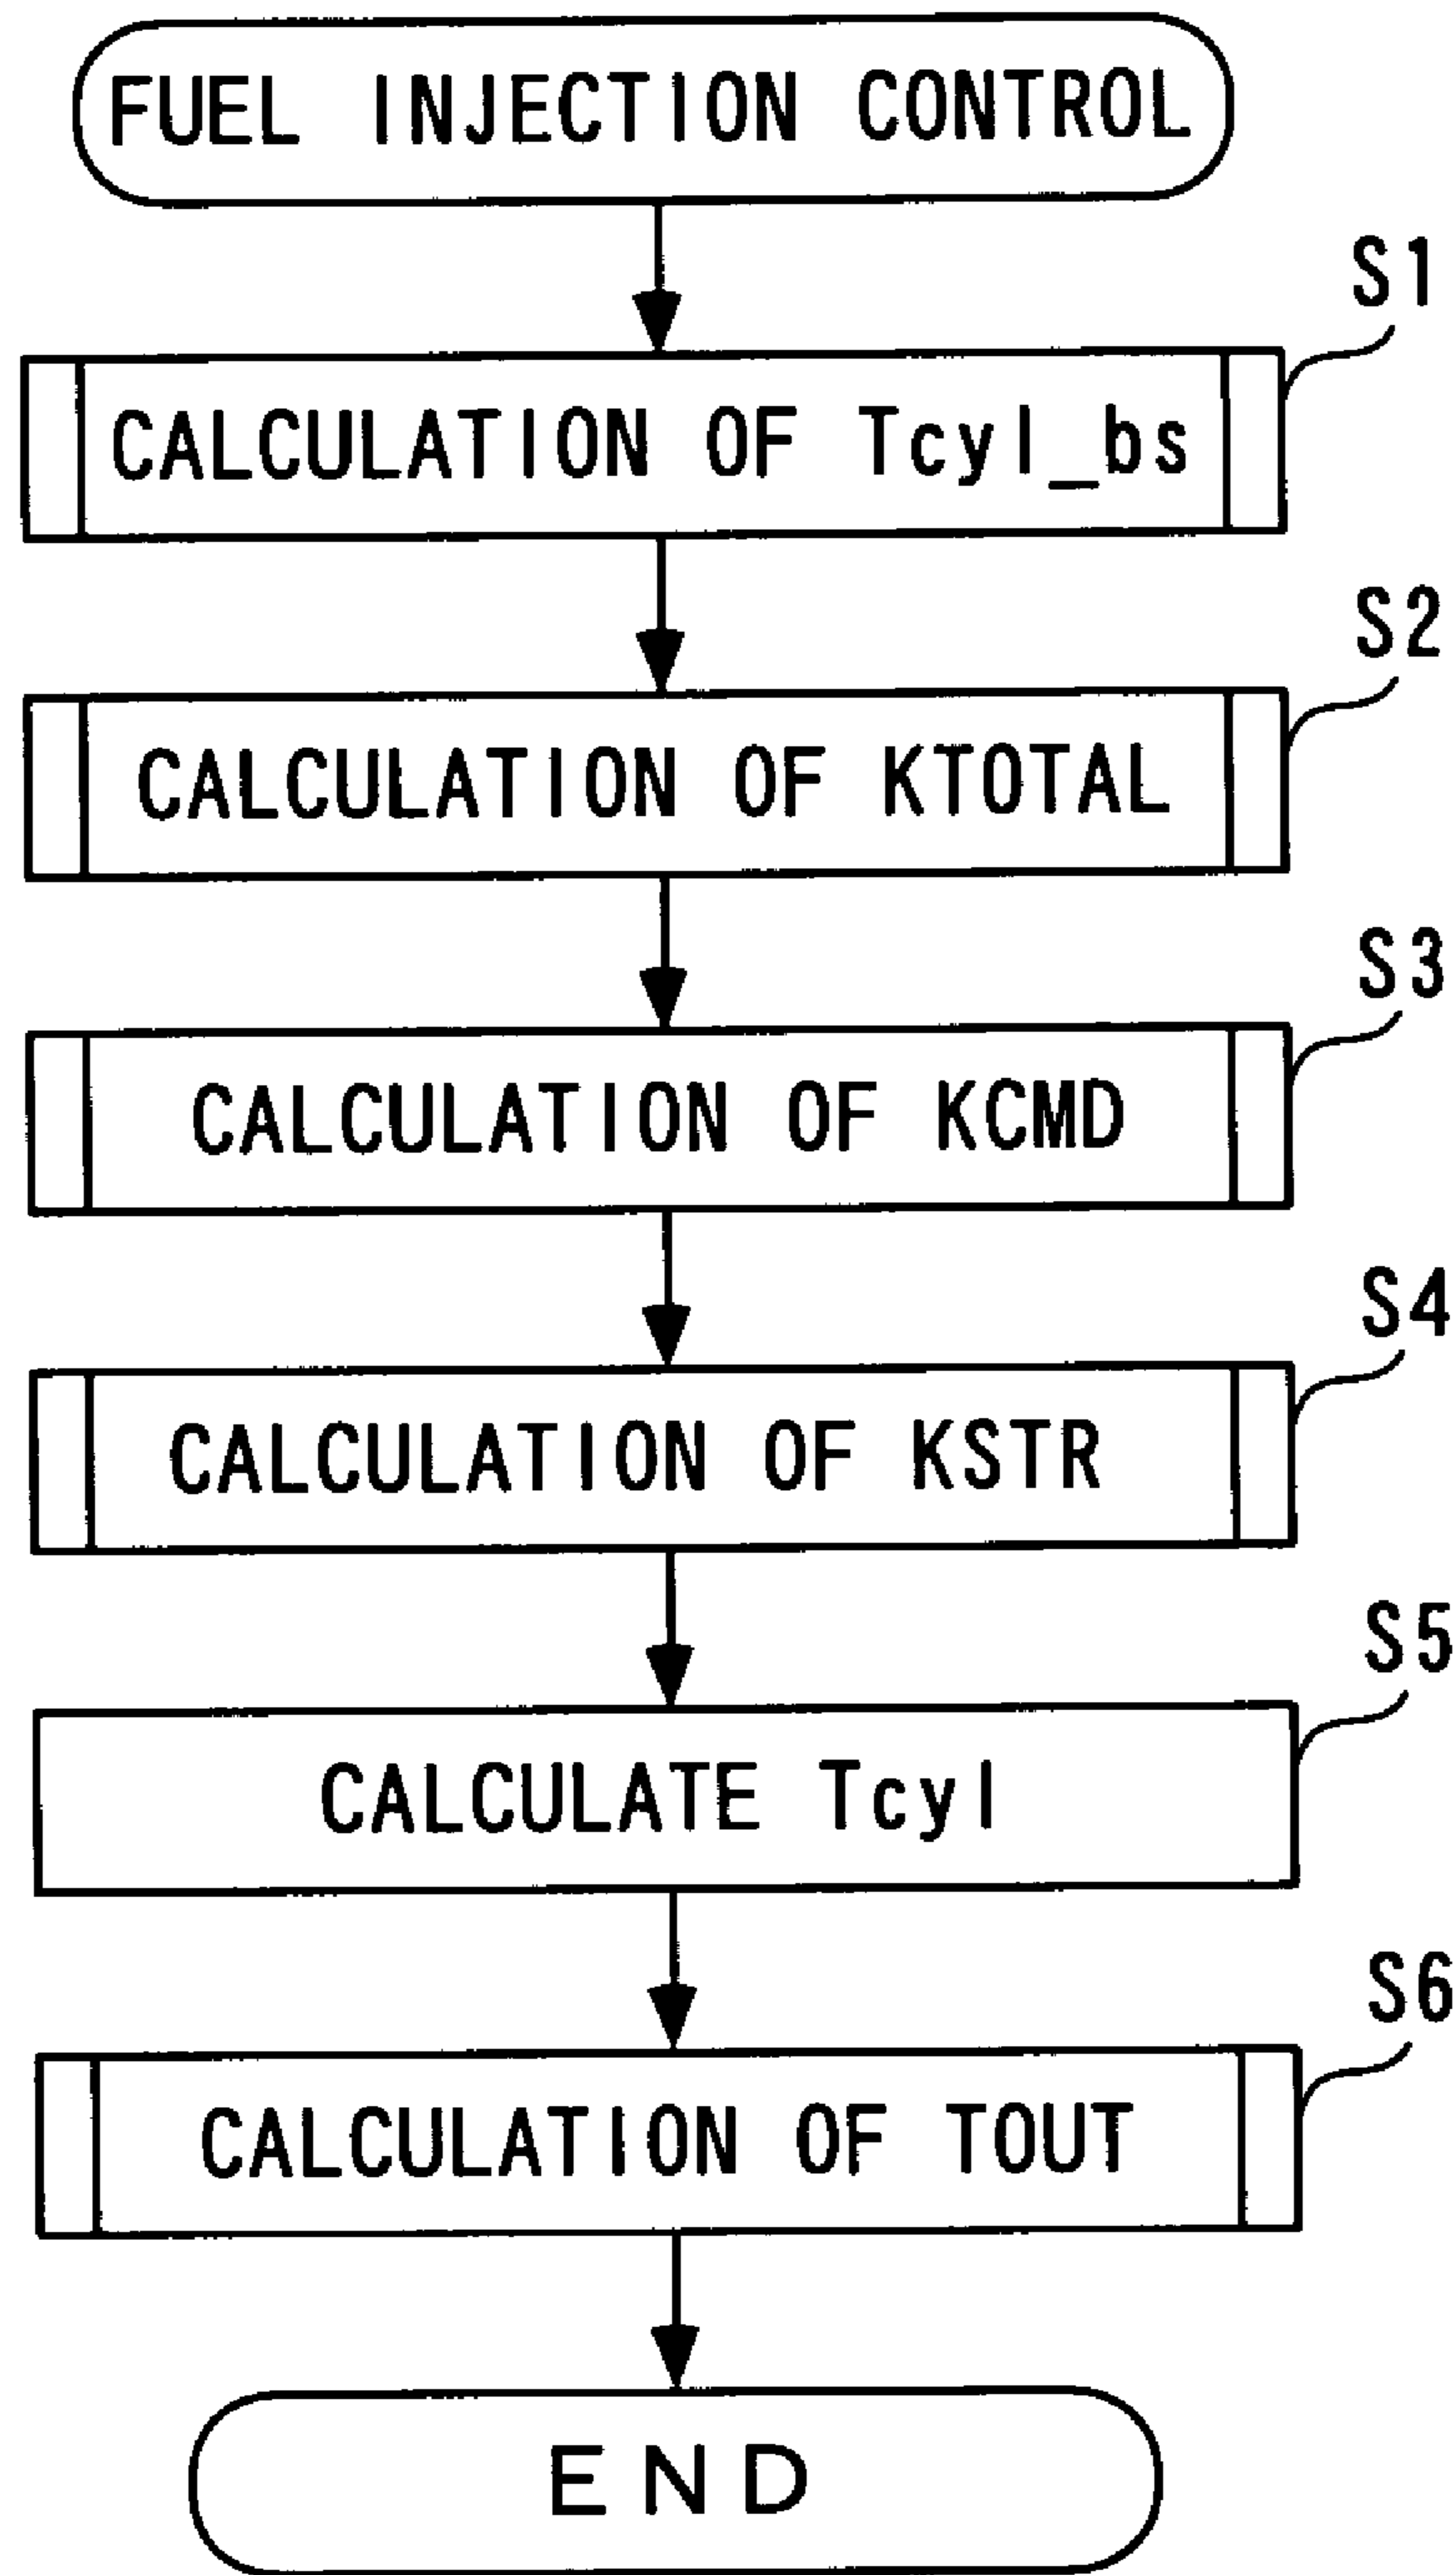 FUEL INJECTION CONTROL
S1
CALCULATION OF Tcyl_bs
S2
CALCULATION OF KTOTAL
S3
CALCULATION OF KCMD
S4
CALCULATION OF KSTR
S5
CALCULATE Tcyl
S6
CALCULATION OF TOUT
END